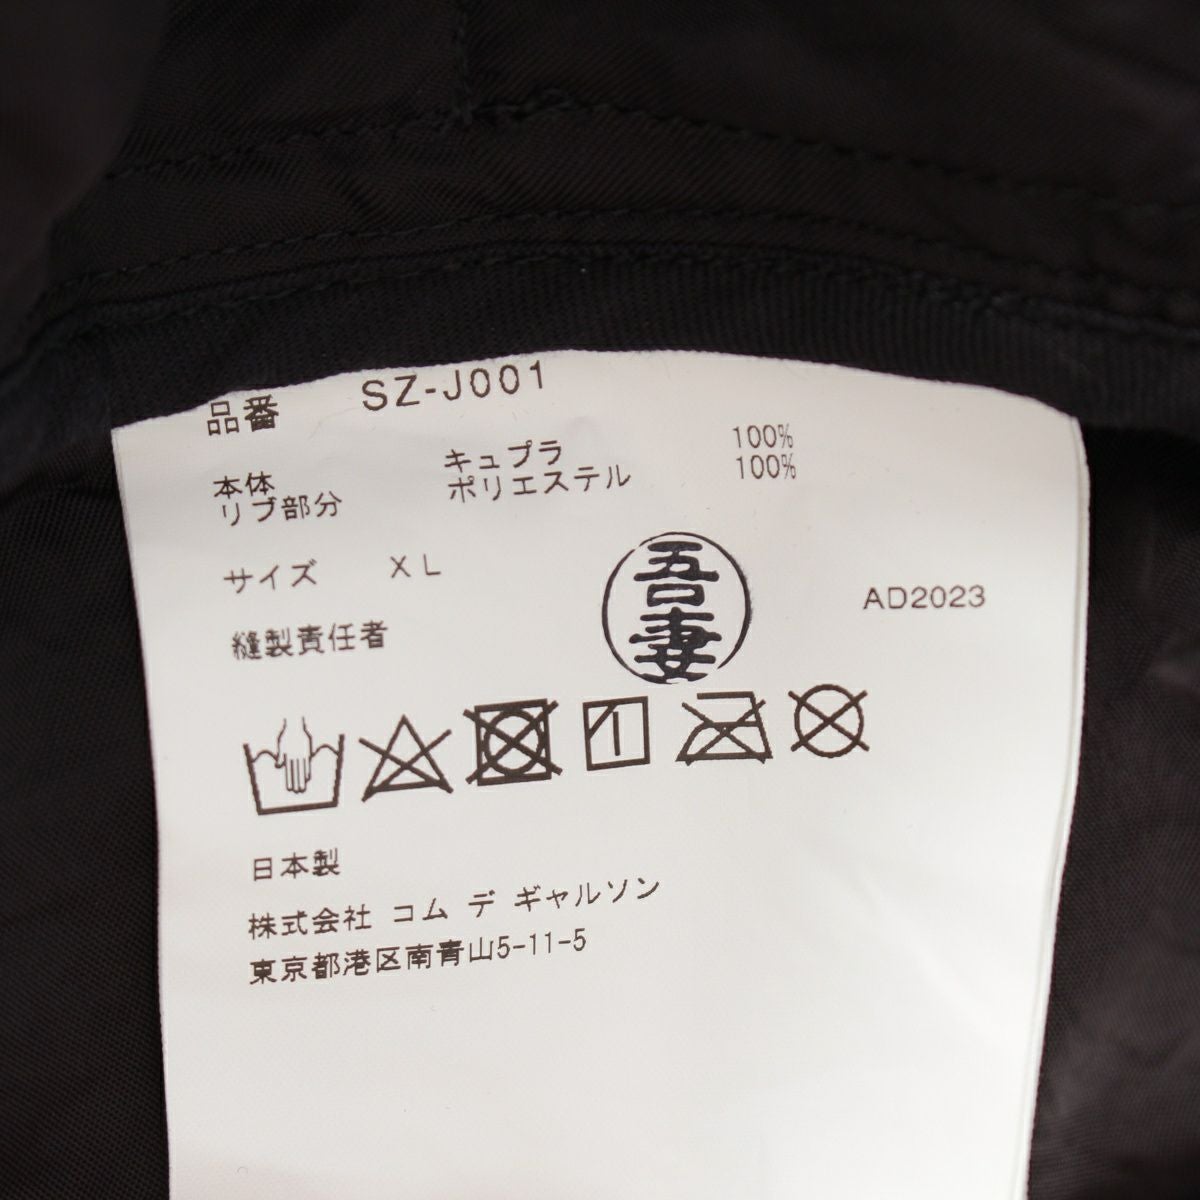 品番 SZ-J001
本体 キュプラ 100%
リブ部分 ポリエステル 100%
サイズ XL
縫製責任者 吾妻 AD2023
日本製
株式会社 コム デ ギャルソン
東京都港区南青山5-11-5